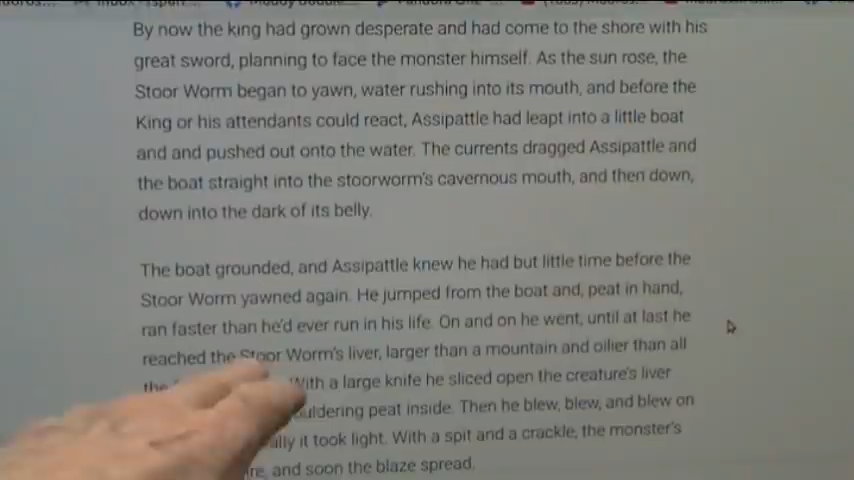 By now the king had grown desperate and had come to the shore with his
great sword, planning to face the monster himself. As the sun rose, the
Stoor Worm began to yawn, water rushing into its mouth, and before the
King or his attendants could react, Assipattle had leapt into a little boat
and and pushed out onto the water. The currents dragged Assipattle and
the boat straight into the stoorworm's cavernous mouth, and then down,
down into the dark of its belly.
The boat grounded, and Assipattle knew he had but little time before the
Stoor Worm yawned again. He jumped from the boat and, peat in hand,
ran faster than he'd ever run in his life. On and on he went, until at last he
reached the Stoor Worm's liver, larger than a mountain and oilier than all
the With a large knife he sliced open the creature's liver
peat inside. Then he blew, blew, and blew on
it took light. With a spit and a crackle, the monster's
and soon the blaze spread.